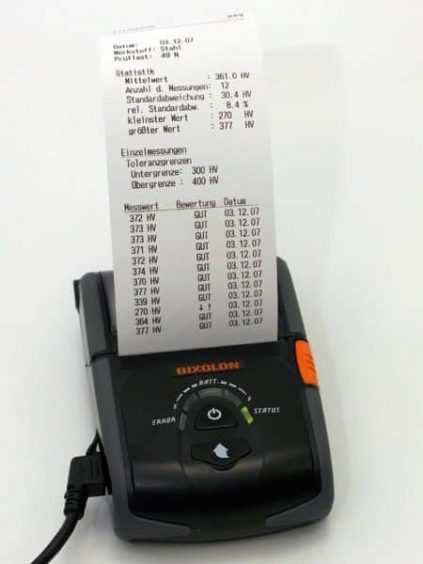 Datum: 03.12.07
Werkstoff: Stahl
Prüflast: 49 N
Statistik
Mittelwert : 361.0 HV
Anzahl d. Messungen: 12
Standardabweichung : 30.4 HV
rel. Standardabw. : 8.4 %
kleinster Wert : 270 HV
größter Wert : 377 HV
Einzelmessungen
Toleranzgrenzen
Untergrenze: 300 HV
Obergrenze : 400 HV
Messwert Bewertung Datum
372 HV GUT 03.12.07
373 HV GUT 03.12.07
373 HV GUT 03.12.07
371 HV GUT 03.12.07
372 HV GUT 03.12.07
374 HV GUT 03.12.07
370 HV GUT 03.12.07
377 HV GUT 03.12.07
339 HV GUT 03.12.07
270 HV ↓ ! 03.12.07
364 HV GUT 03.12.07
377 HV GUT 03.12.07
BIXOLON
BATT.
ERROR STATUS